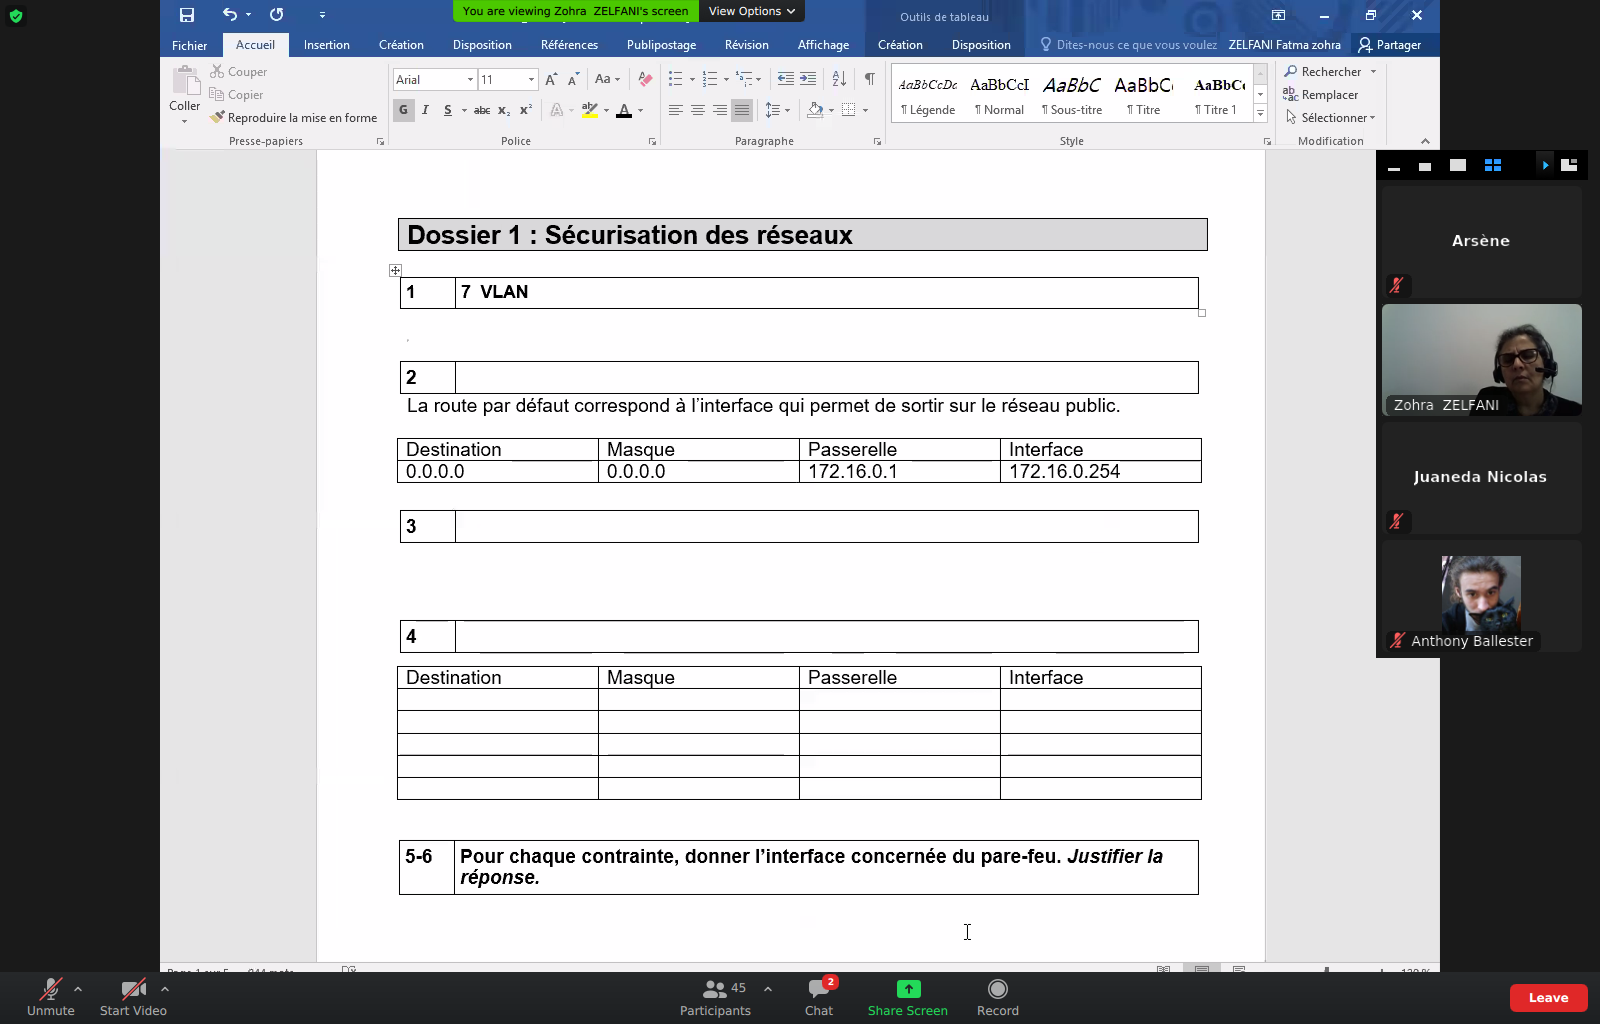 You are viewing Zohra ZELFANI's screen
View Options
Outils de tableau
Fichier
Accueil
Insertion
Création
Disposition
Références
Publipostage
Révision
Affichage
Création
Disposition
Dites-nous ce que vous voulez
ZELFANI Fatma zohra
Partager
Coller
Couper
Copier
Reproduire la mise en forme
Presse-papiers
Arial
11
Aa
G I S abc x₂ x²
A
Police
Paragraphe
AaBbCcDc
¶ Légende
AaBbCcI
¶ Normal
AaBbC
¶ Sous-titre
AaBbC
¶ Titre
AaBbC
¶ Titre 1
Style
Rechercher
Remplacer
Sélectionner
Modification
Dossier 1 : Sécurisation des réseaux
1 7 VLAN
2
La route par défaut correspond à l’interface qui permet de sortir sur le réseau public.
Destination Masque Passerelle Interface
0.0.0.0 0.0.0.0 172.16.0.1 172.16.0.254
3
4
Destination Masque Passerelle Interface
5-6 Pour chaque contrainte, donner l’interface concernée du pare-feu. Justifier la
réponse.
Arsène
Zohra ZELFANI
Juaneda Nicolas
Anthony Ballester
Unmute
Start Video
45
Participants
2
Chat
Share Screen
Record
Leave